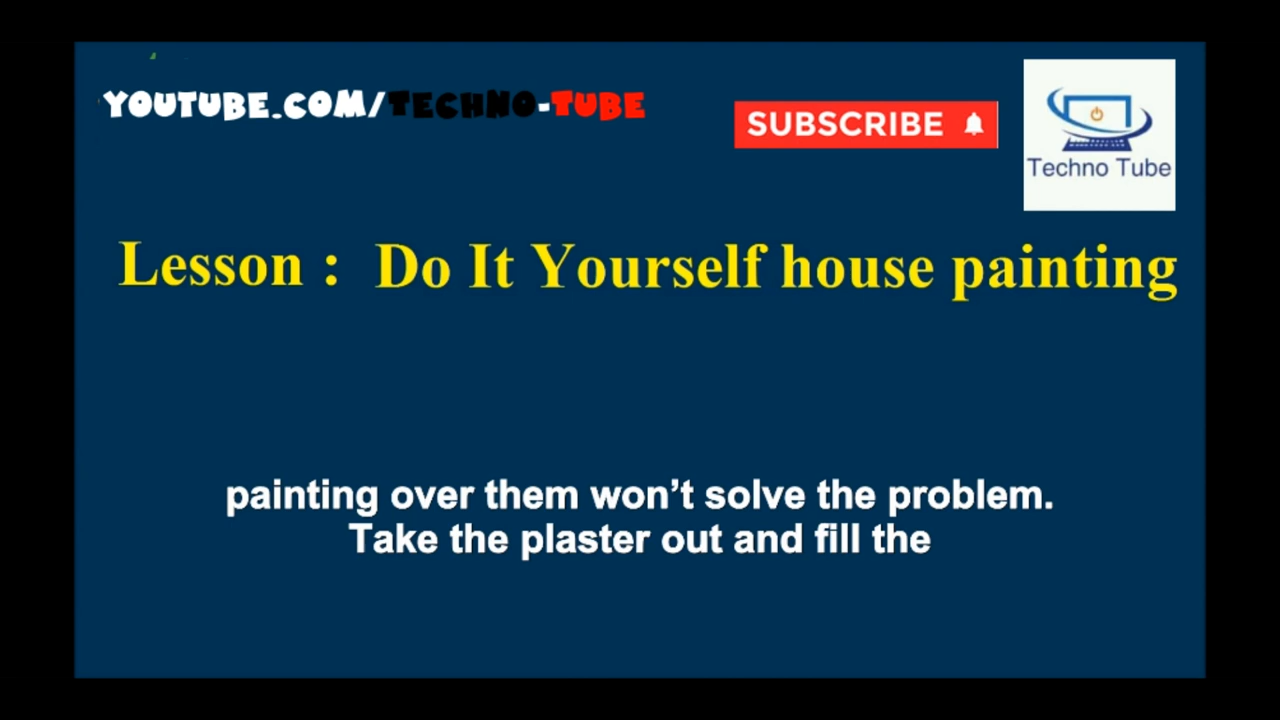 YOUTUBE.COM/TECHNO-TUBE
SUBSCRIBE
Techno Tube
Lesson : Do It Yourself house painting
painting over them won’t solve the problem.
Take the plaster out and fill the